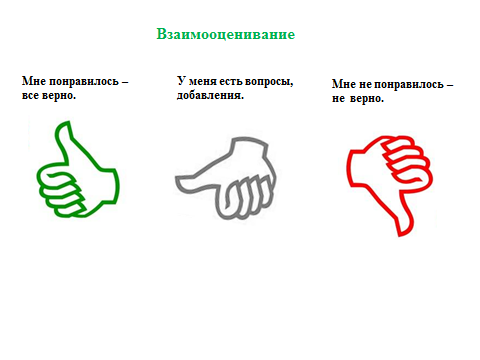 Взаимооценивание
Мне понравилось –
все верно.
У меня есть вопросы,
добавления.
Мне не понравилось –
не верно.